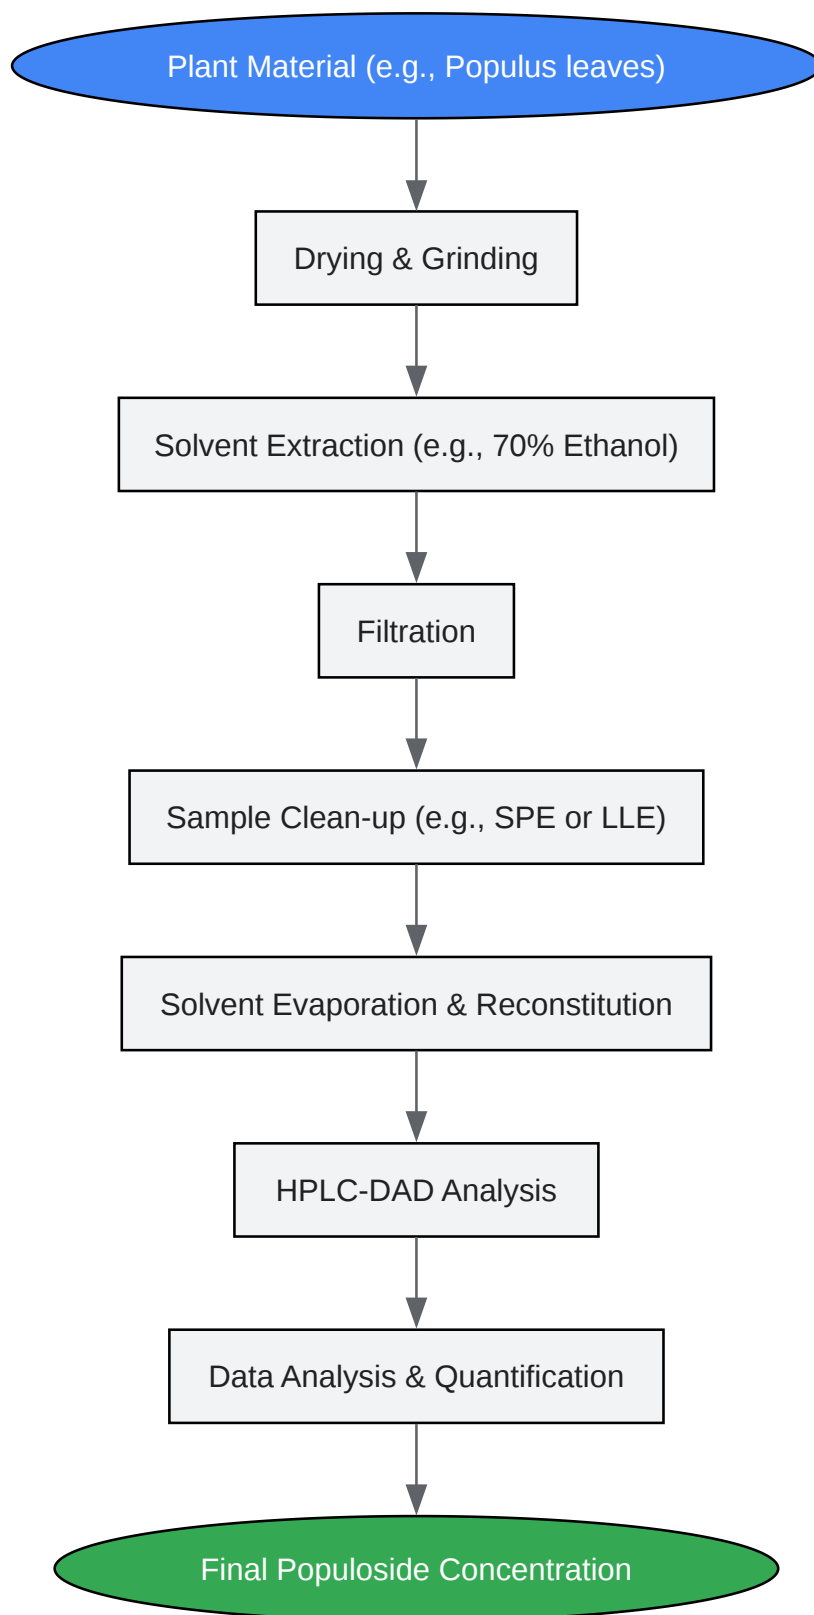 Plant Material (e.g., Populus leaves)
Drying & Grinding
Solvent Extraction (e.g., 70% Ethanol)
Filtration
Sample Clean-up (e.g., SPE or LLE)
Solvent Evaporation & Reconstitution
HPLC-DAD Analysis
Data Analysis & Quantification
Final Populoside Concentration